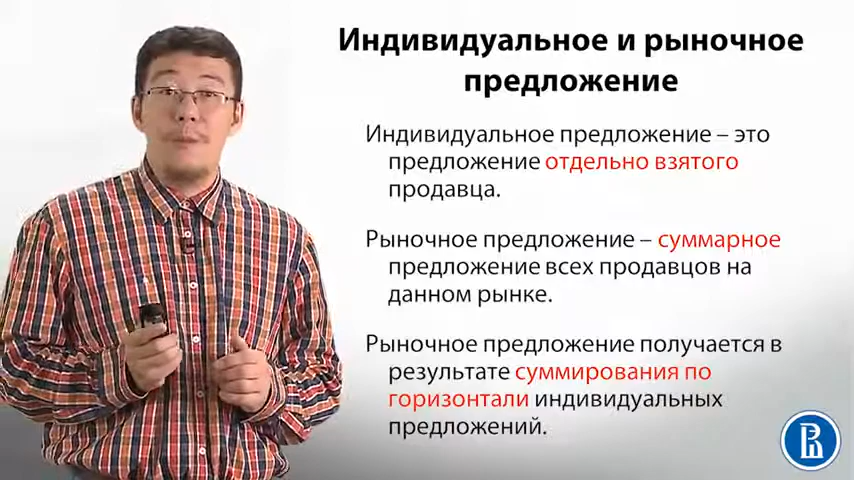 Индивидуальное и рыночное
предложение
Индивидуальное предложение – это
предложение отдельно взятого
продавца.
Рыночное предложение – суммарное
предложение всех продавцов на
данном рынке.
Рыночное предложение получается в
результате суммирования по
горизонтали индивидуальных
предложений.